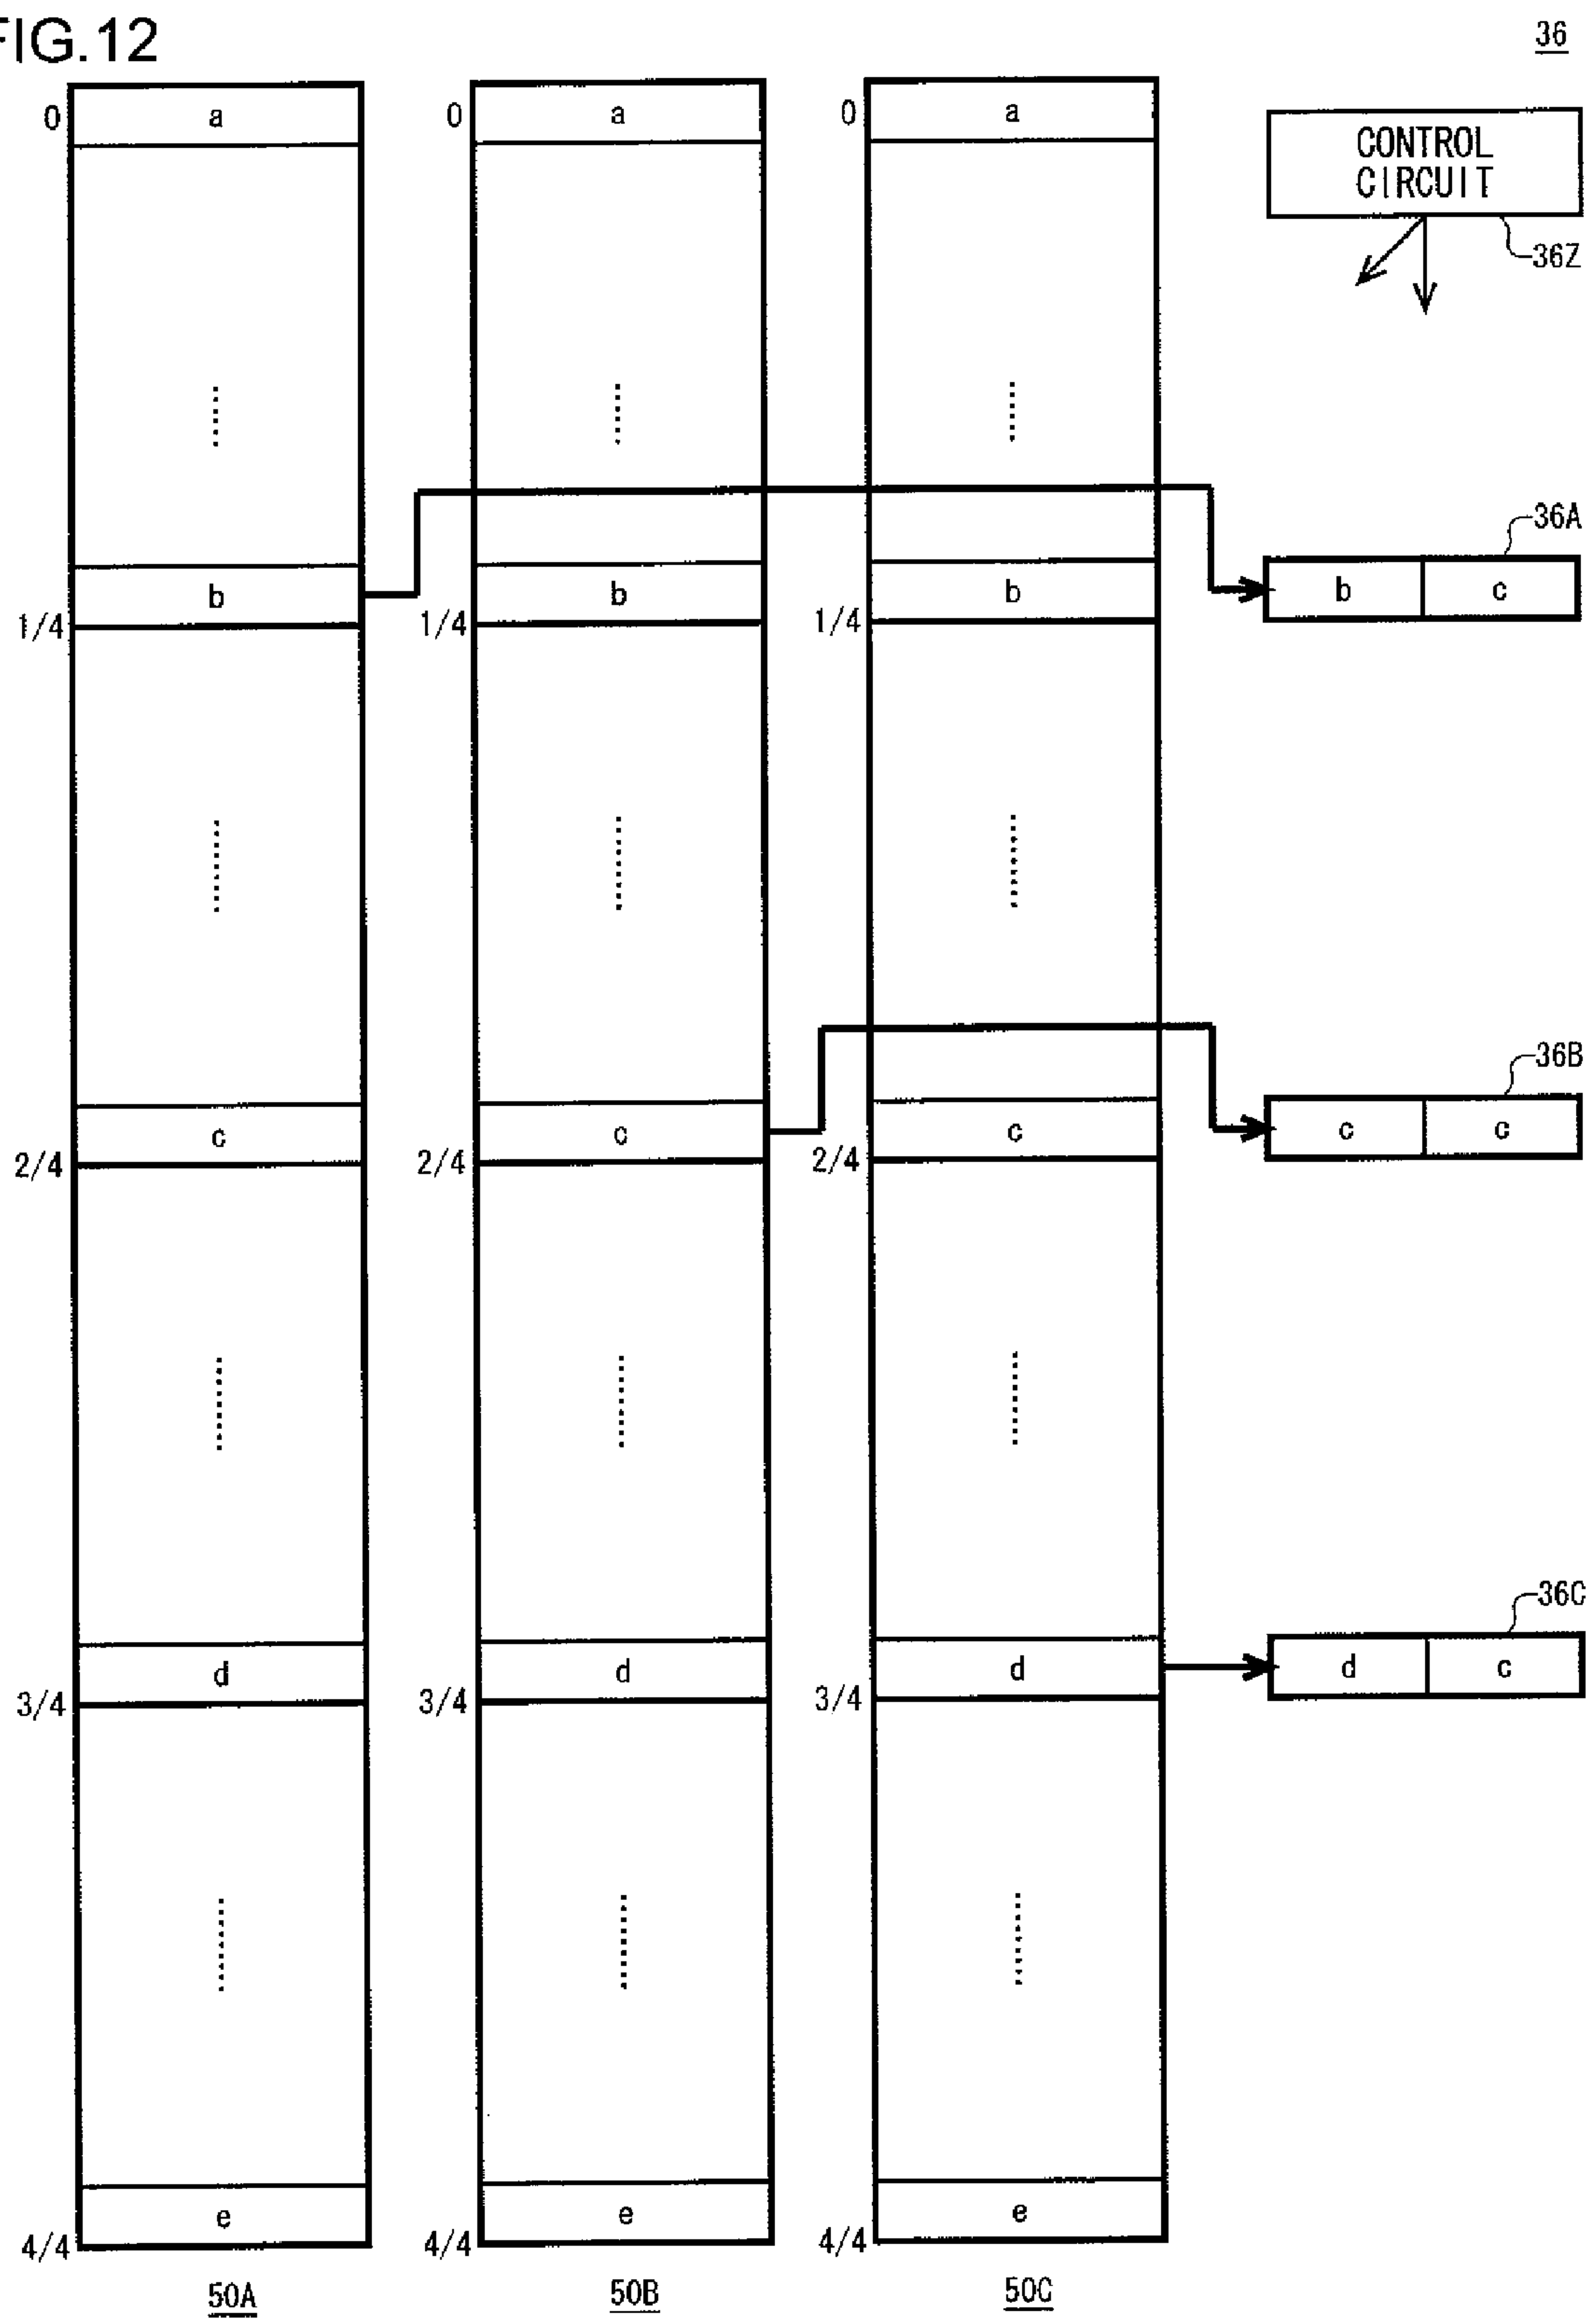 FIG.12
36
0 a 0 a 0 a
CONTROL
CIRCUIT
36Z
36A
b b b b c
1/4 1/4 1/4
36B
c c c c c
2/4 2/4 2/4
36C
d d d d c
3/4 3/4 3/4
e e e
4/4 4/4 4/4
50A 50B 50C